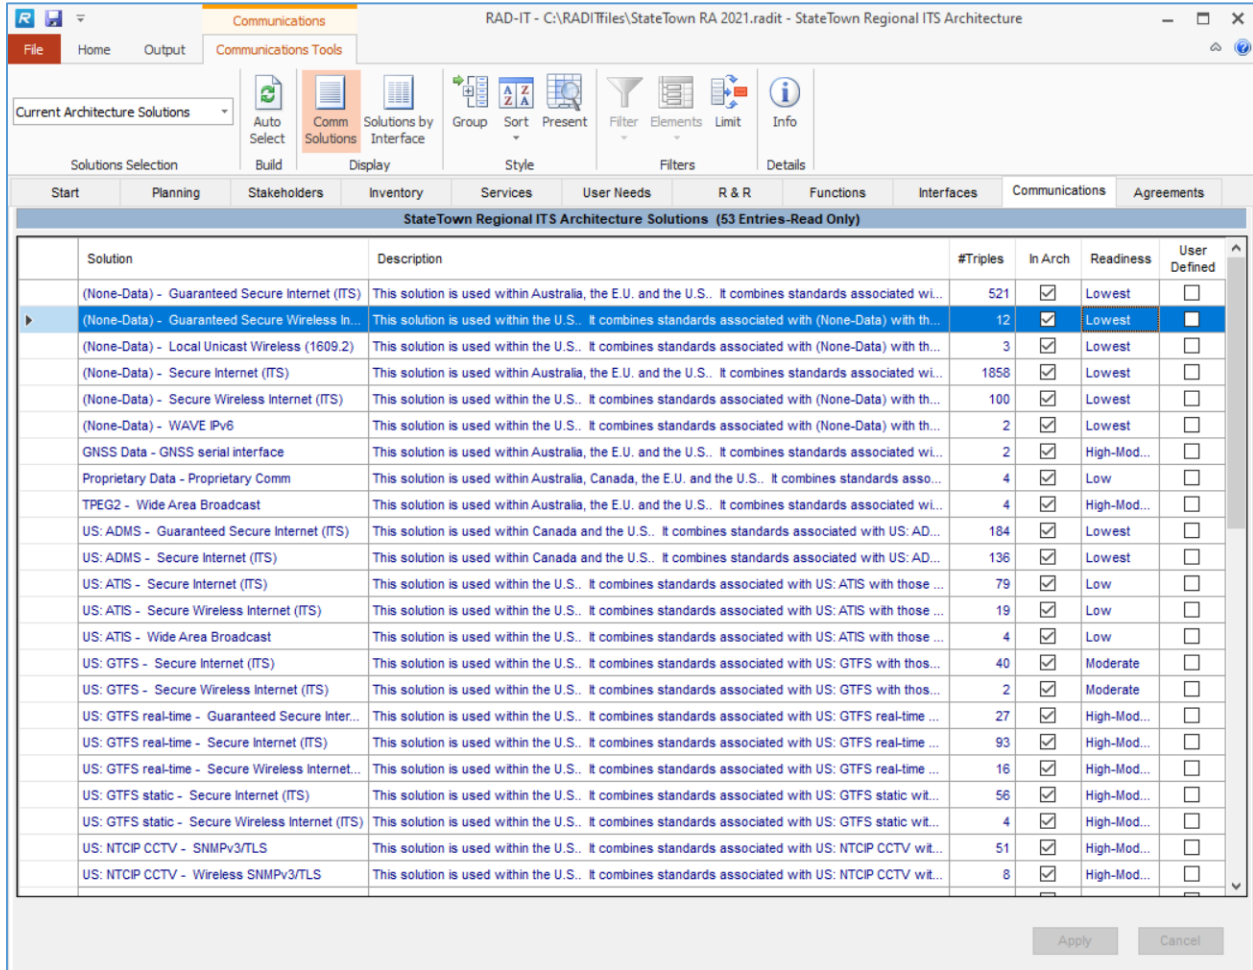 Communications
RAD-IT - C:\RADITfiles\StateTown RA 2021.radit - StateTown Regional ITS Architecture
File Home Output Communications Tools
Current Architecture Solutions
Auto Select
Comm Solutions
Solutions by Interface
Group
Sort
Present
Filter
Elements
Limit
Info
Solutions Selection Build Display Style Filters Details
Start Planning Stakeholders Inventory Services User Needs R & R Functions Interfaces Communications Agreements
StateTown Regional ITS Architecture Solutions (53 Entries-Read Only)
Solution Description #Triples In Arch Readiness User Defined
(None-Data) - Guaranteed Secure Internet (ITS) This solution is used within Australia, the E.U. and the U.S.. It combines standards associated wi... 521 Lowest
(None-Data) - Guaranteed Secure Wireless In... This solution is used within the U.S.. It combines standards associated with (None-Data) with th... 12 Lowest
(None-Data) - Local Unicast Wireless (1609.2) This solution is used within the U.S.. It combines standards associated with (None-Data) with th... 3 Lowest
(None-Data) - Secure Internet (ITS) This solution is used within Australia, the E.U. and the U.S.. It combines standards associated wi... 1858 Lowest
(None-Data) - Secure Wireless Internet (ITS) This solution is used within the U.S.. It combines standards associated with (None-Data) with th... 100 Lowest
(None-Data) - WAVE IPv6 This solution is used within the U.S.. It combines standards associated with (None-Data) with th... 2 Lowest
GNSS Data - GNSS serial interface This solution is used within Australia, the E.U. and the U.S.. It combines standards associated wi... 2 High-Mod...
Proprietary Data - Proprietary Comm This solution is used within Australia, Canada, the E.U. and the U.S.. It combines standards asso... 4 Low
TPEG2 - Wide Area Broadcast This solution is used within Australia, the E.U. and the U.S.. It combines standards associated wi... 4 High-Mod...
US: ADMS - Guaranteed Secure Internet (ITS) This solution is used within Canada and the U.S.. It combines standards associated with US: AD... 184 Lowest
US: ADMS - Secure Internet (ITS) This solution is used within Canada and the U.S.. It combines standards associated with US: AD... 136 Lowest
US: ATIS - Secure Internet (ITS) This solution is used within the U.S.. It combines standards associated with US: ATIS with those ... 79 Low
US: ATIS - Secure Wireless Internet (ITS) This solution is used within the U.S.. It combines standards associated with US: ATIS with those ... 19 Low
US: ATIS - Wide Area Broadcast This solution is used within the U.S.. It combines standards associated with US: ATIS with those ... 4 Low
US: GTFS - Secure Internet (ITS) This solution is used within the U.S.. It combines standards associated with US: GTFS with thos... 40 Moderate
US: GTFS - Secure Wireless Internet (ITS) This solution is used within the U.S.. It combines standards associated with US: GTFS with thos... 2 Moderate
US: GTFS real-time - Guaranteed Secure Inter... This solution is used within the U.S.. It combines standards associated with US: GTFS real-time ... 27 High-Mod...
US: GTFS real-time - Secure Internet (ITS) This solution is used within the U.S.. It combines standards associated with US: GTFS real-time ... 93 High-Mod...
US: GTFS real-time - Secure Wireless Internet... This solution is used within the U.S.. It combines standards associated with US: GTFS real-time ... 16 High-Mod...
US: GTFS static - Secure Internet (ITS) This solution is used within the U.S.. It combines standards associated with US: GTFS static wit... 56 High-Mod...
US: GTFS static - Secure Wireless Internet (ITS) This solution is used within the U.S.. It combines standards associated with US: GTFS static wit... 4 High-Mod...
US: NTCIP CCTV - SNMPv3/TLS This solution is used within the U.S.. It combines standards associated with US: NTCIP CCTV wit... 51 High-Mod...
US: NTCIP CCTV - Wireless SNMPv3/TLS This solution is used within the U.S.. It combines standards associated with US: NTCIP CCTV wit... 8 High-Mod...
Apply Cancel